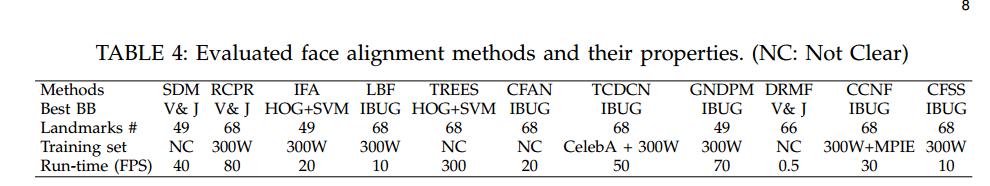 8
TABLE 4: Evaluated face alignment methods and their properties. (NC: Not Clear)
Methods SDM RCPR IFA LBF TREES CFAN TCDCN GNDPM DRMF CCNF CFSS
Best BB V& J V& J HOG+SVM IBUG HOG+SVM IBUG IBUG IBUG V& J IBUG IBUG
Landmarks # 49 68 49 68 68 68 68 49 66 68 68
Training set NC 300W 300W 300W NC NC CelebA + 300W 300W NC 300W+MPIE 300W
Run-time (FPS) 40 80 20 10 300 20 50 70 0.5 30 10